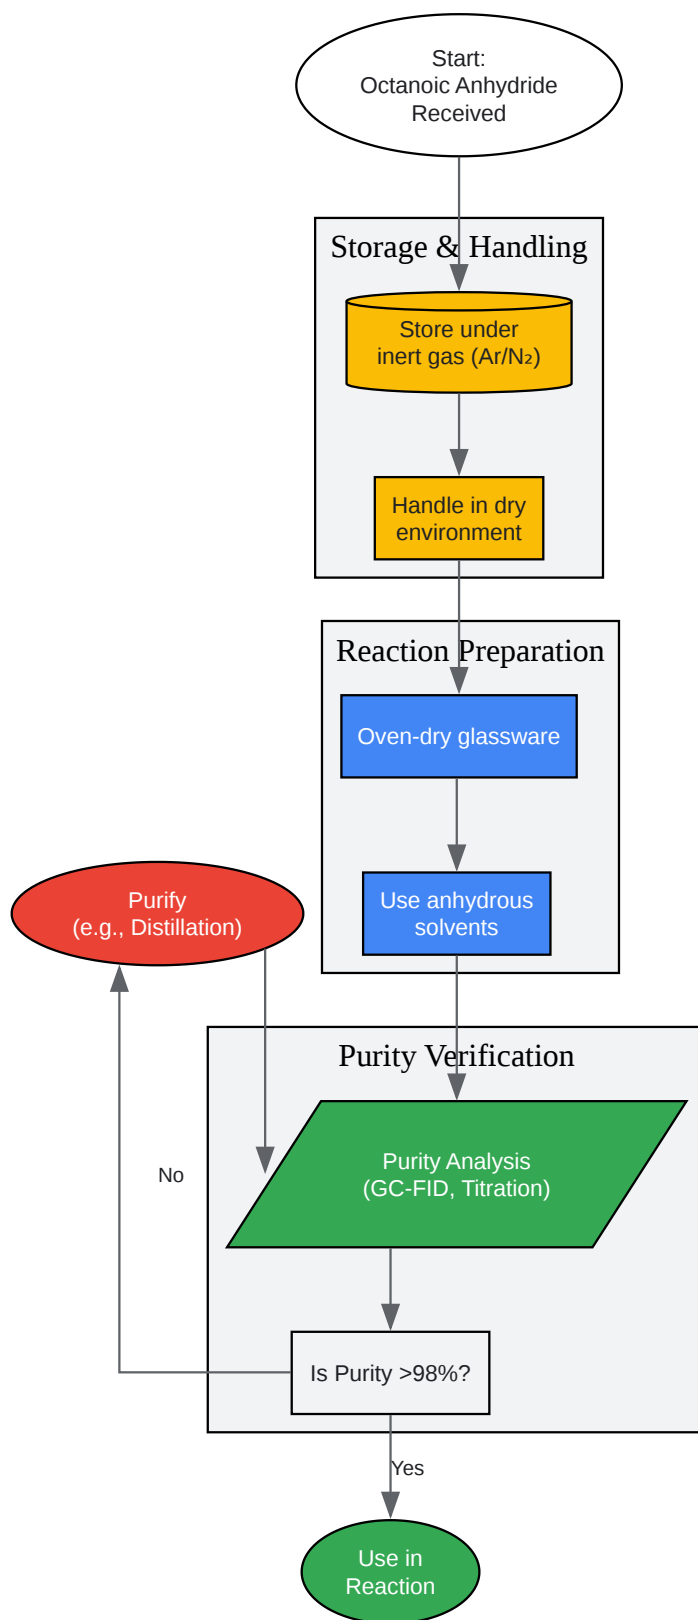 Start:
Octanoic Anhydride
Received
Storage & Handling
Store under
inert gas (Ar/N₂)
Handle in dry
environment
Reaction Preparation
Oven-dry glassware
Use anhydrous
solvents
Purify
(e.g., Distillation)
Purity Verification
Purity Analysis
(GC-FID, Titration)
No
Is Purity >98%?
Yes
Use in
Reaction